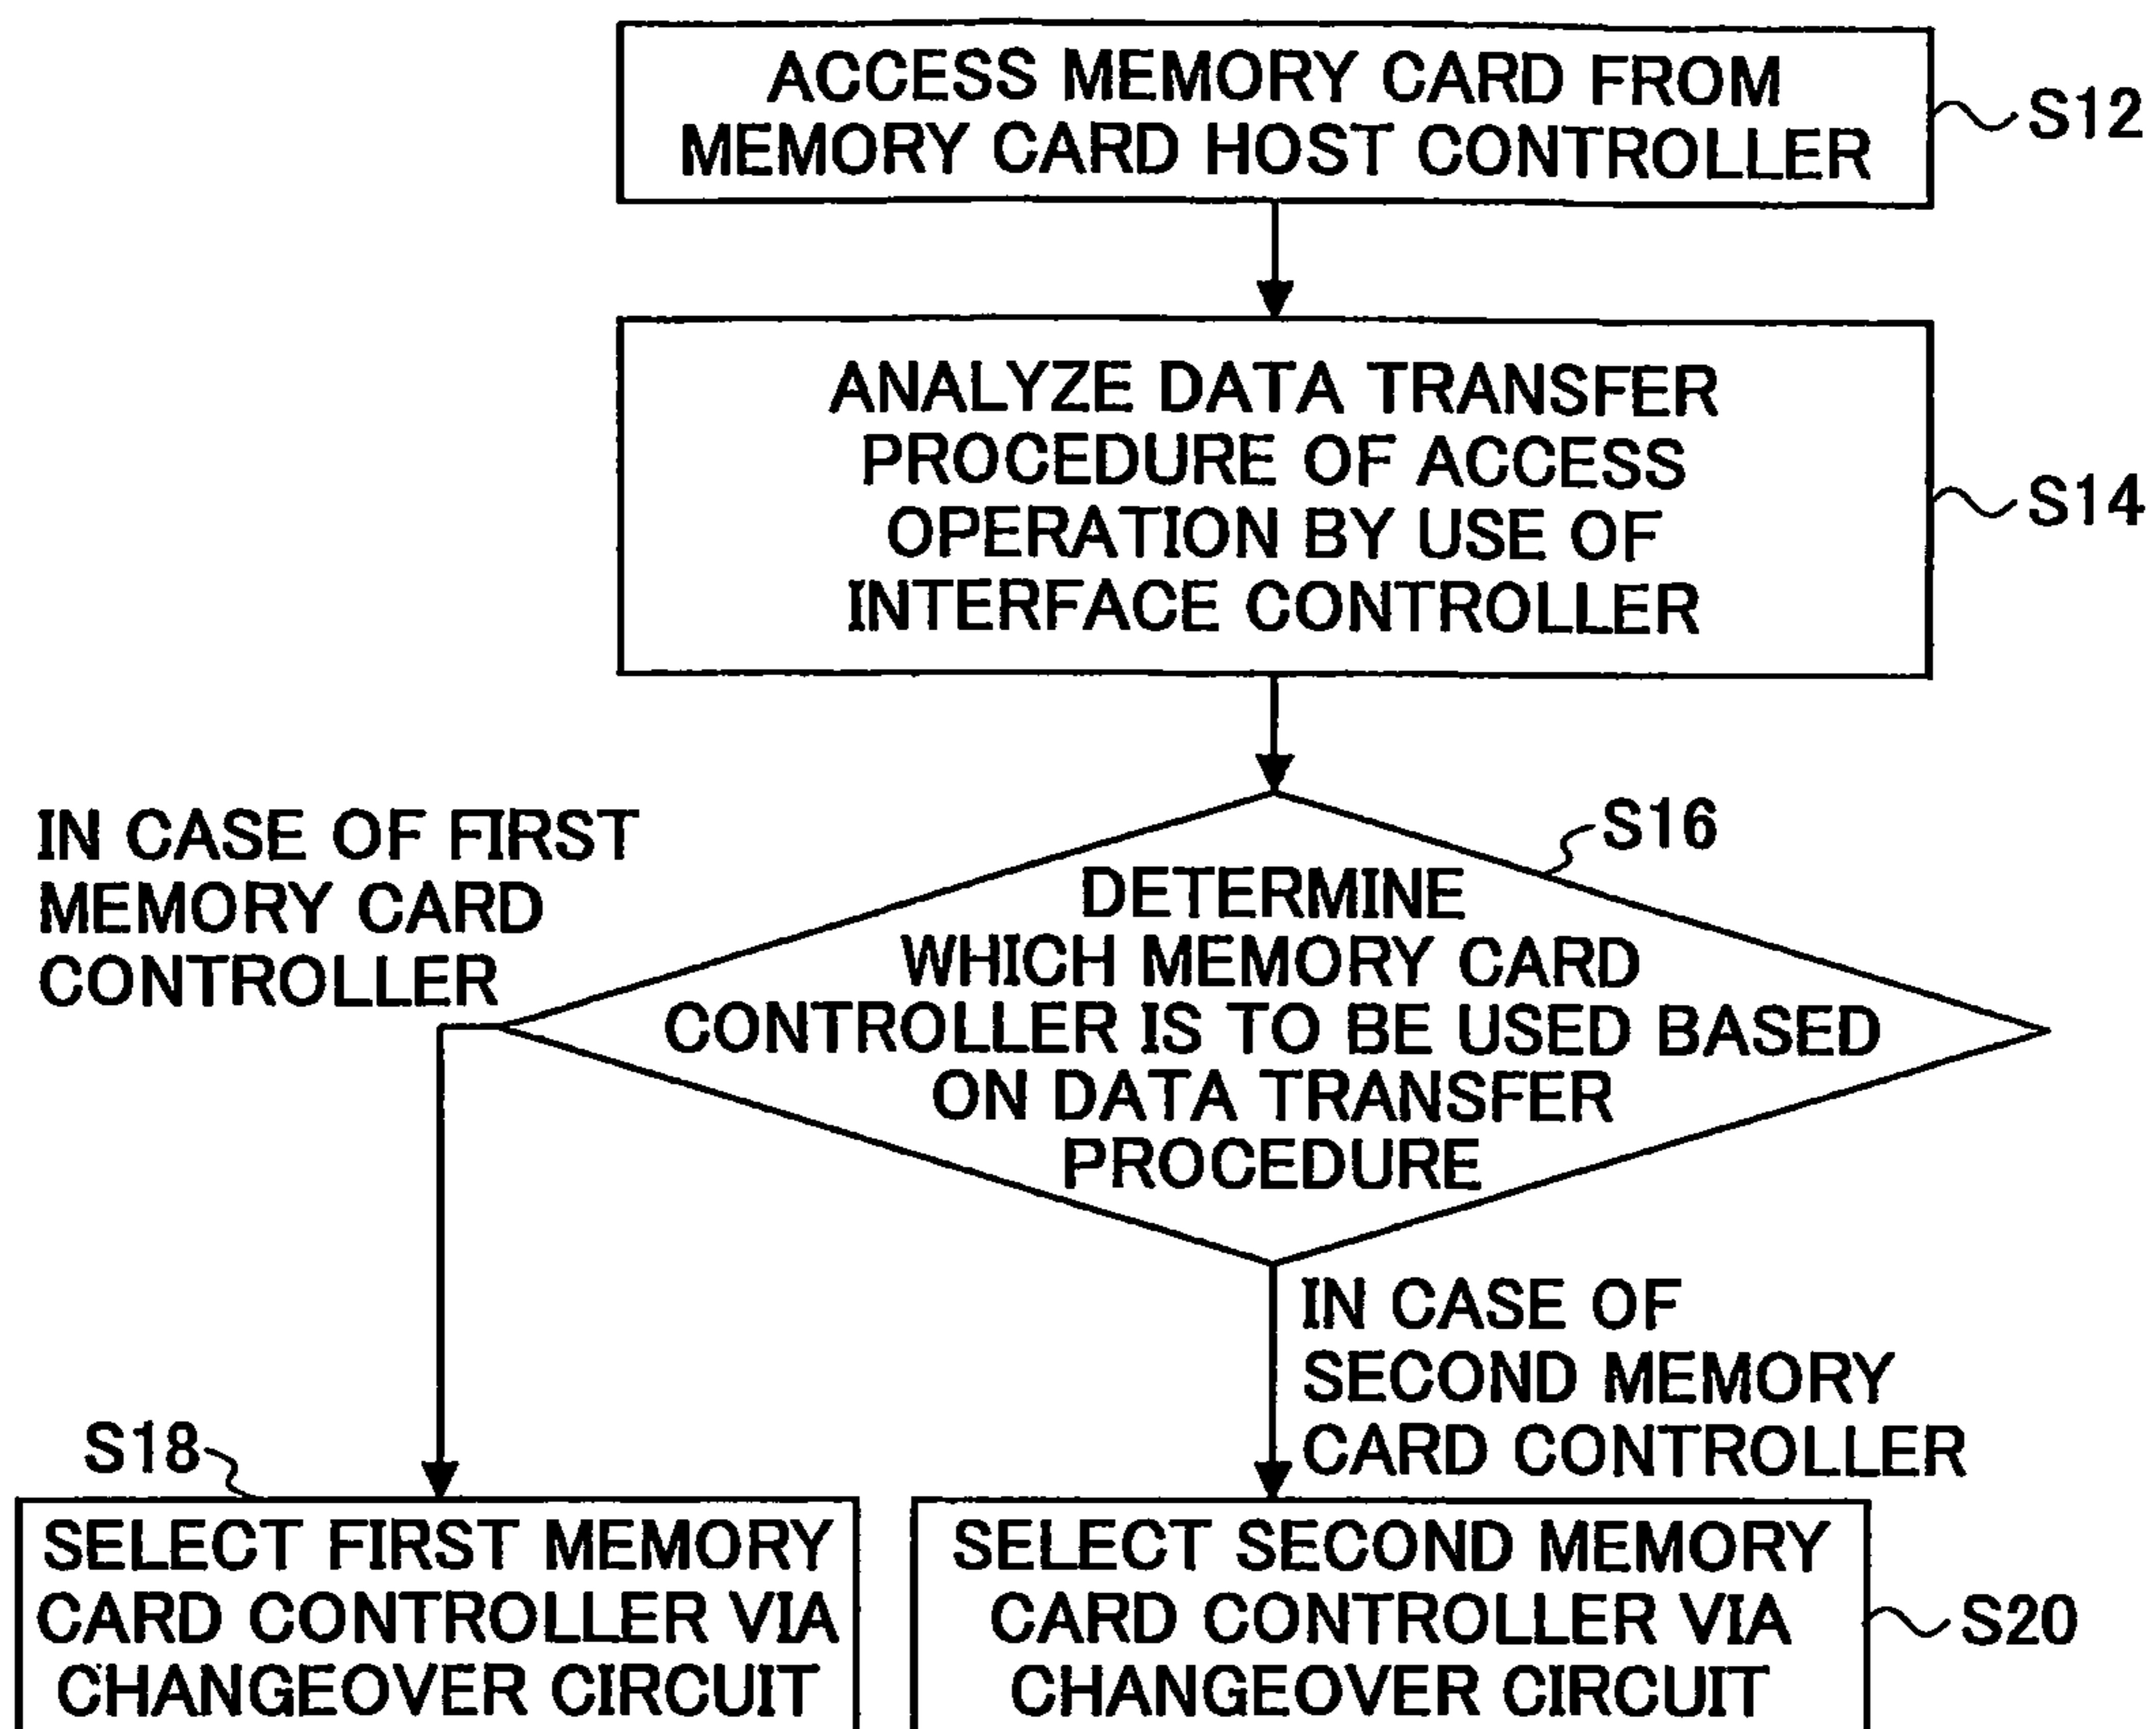 ACCESS MEMORY CARD FROM
MEMORY CARD HOST CONTROLLER
S12
ANALYZE DATA TRANSFER
PROCEDURE OF ACCESS
OPERATION BY USE OF
INTERFACE CONTROLLER
S14
IN CASE OF FIRST
MEMORY CARD
CONTROLLER
S16
DETERMINE
WHICH MEMORY CARD
CONTROLLER IS TO BE USED BASED
ON DATA TRANSFER
PROCEDURE
IN CASE OF
SECOND MEMORY
CARD CONTROLLER
S18
SELECT FIRST MEMORY
CARD CONTROLLER VIA
CHANGEOVER CIRCUIT
SELECT SECOND MEMORY
CARD CONTROLLER VIA
CHANGEOVER CIRCUIT
S20